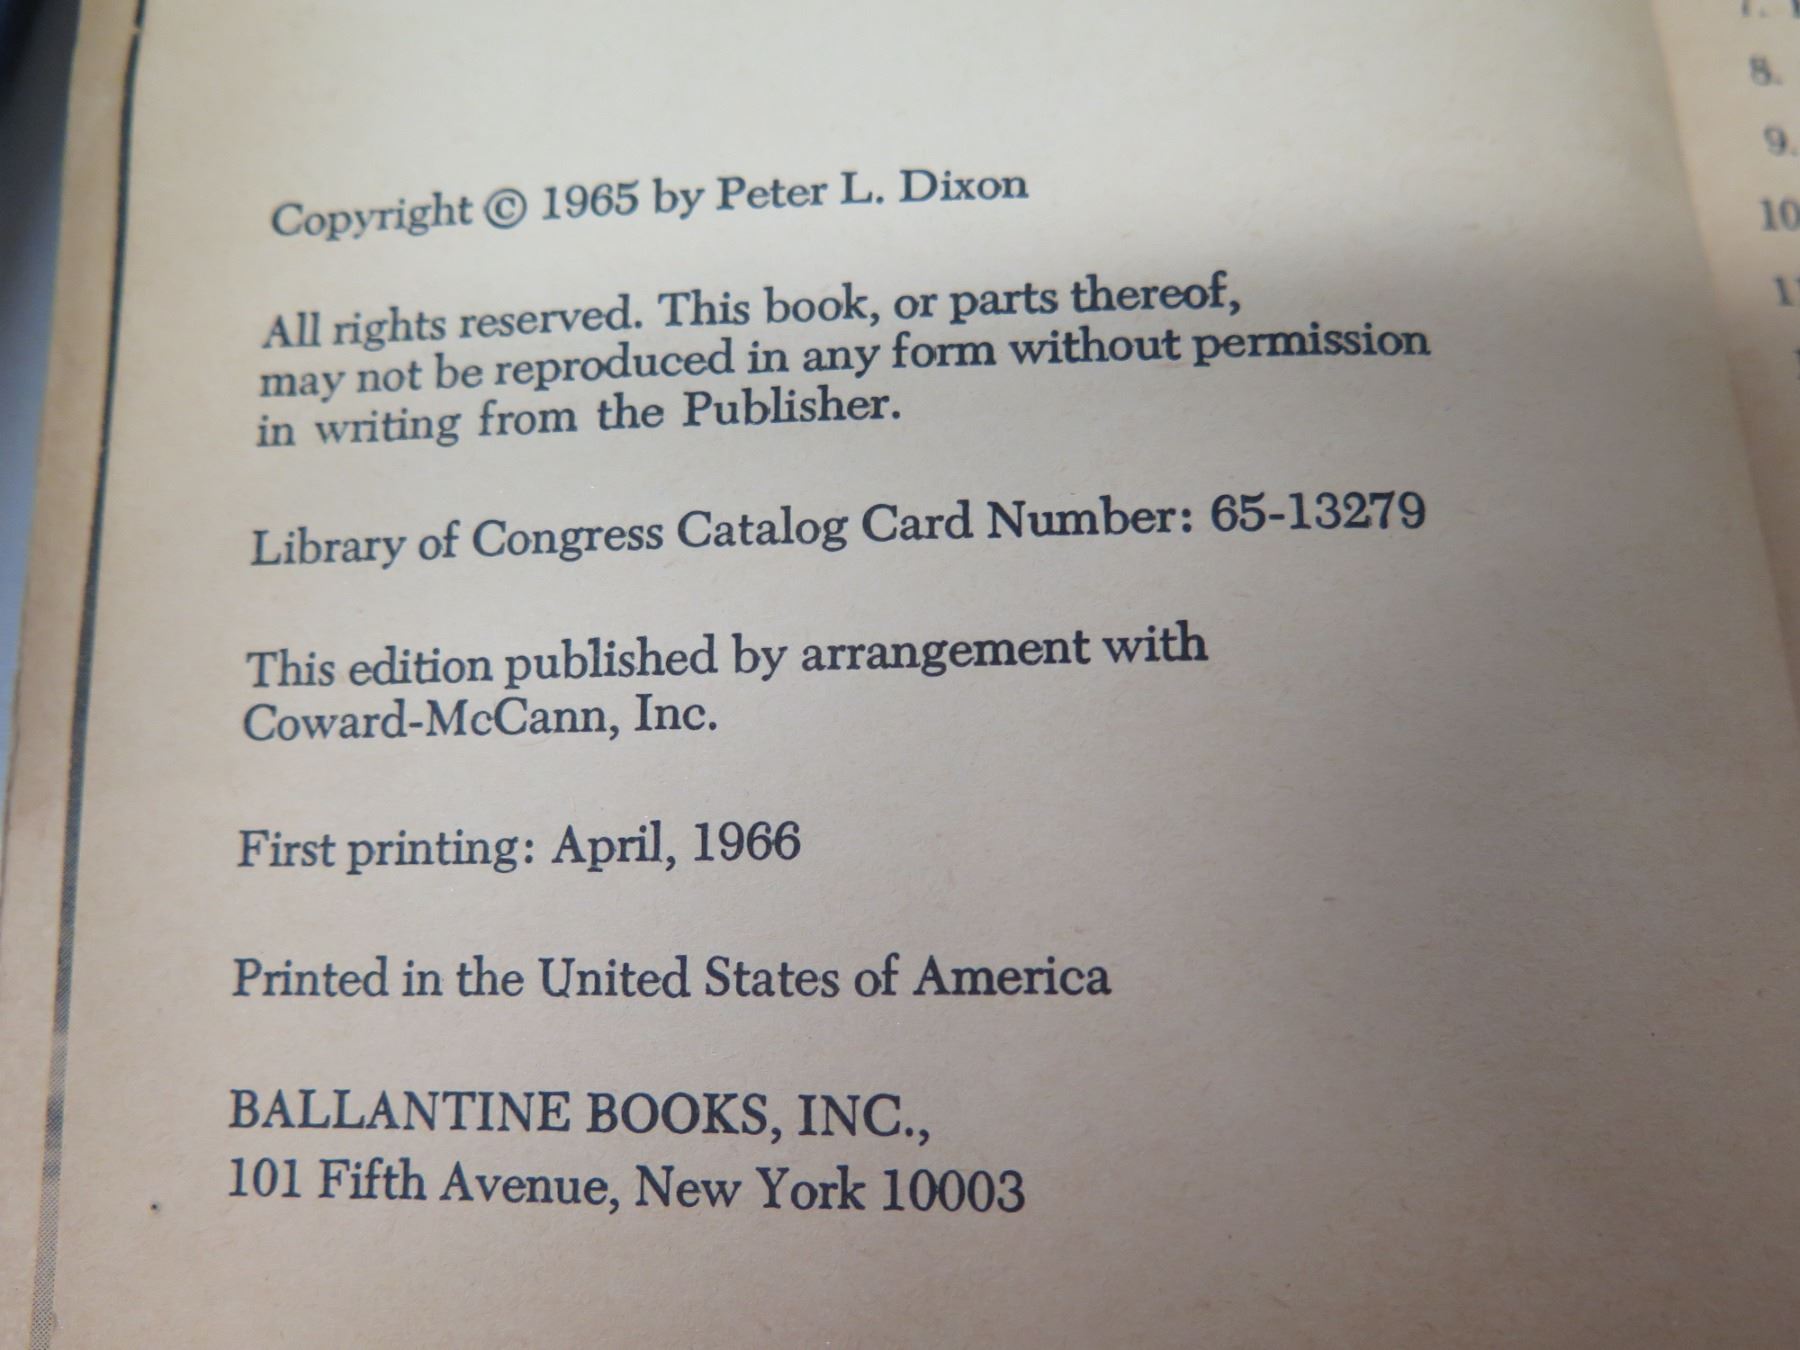 Copyright © 1965 by Peter L. Dixon
All rights reserved. This book, or parts thereof,
may not be reproduced in any form without permission
in writing from the Publisher.
Library of Congress Catalog Card Number: 65-13279
This edition published by arrangement with
Coward-McCann, Inc.
First printing: April, 1966
Printed in the United States of America
BALLANTINE BOOKS, INC.,
101 Fifth Avenue, New York 10003
8.
9.
10